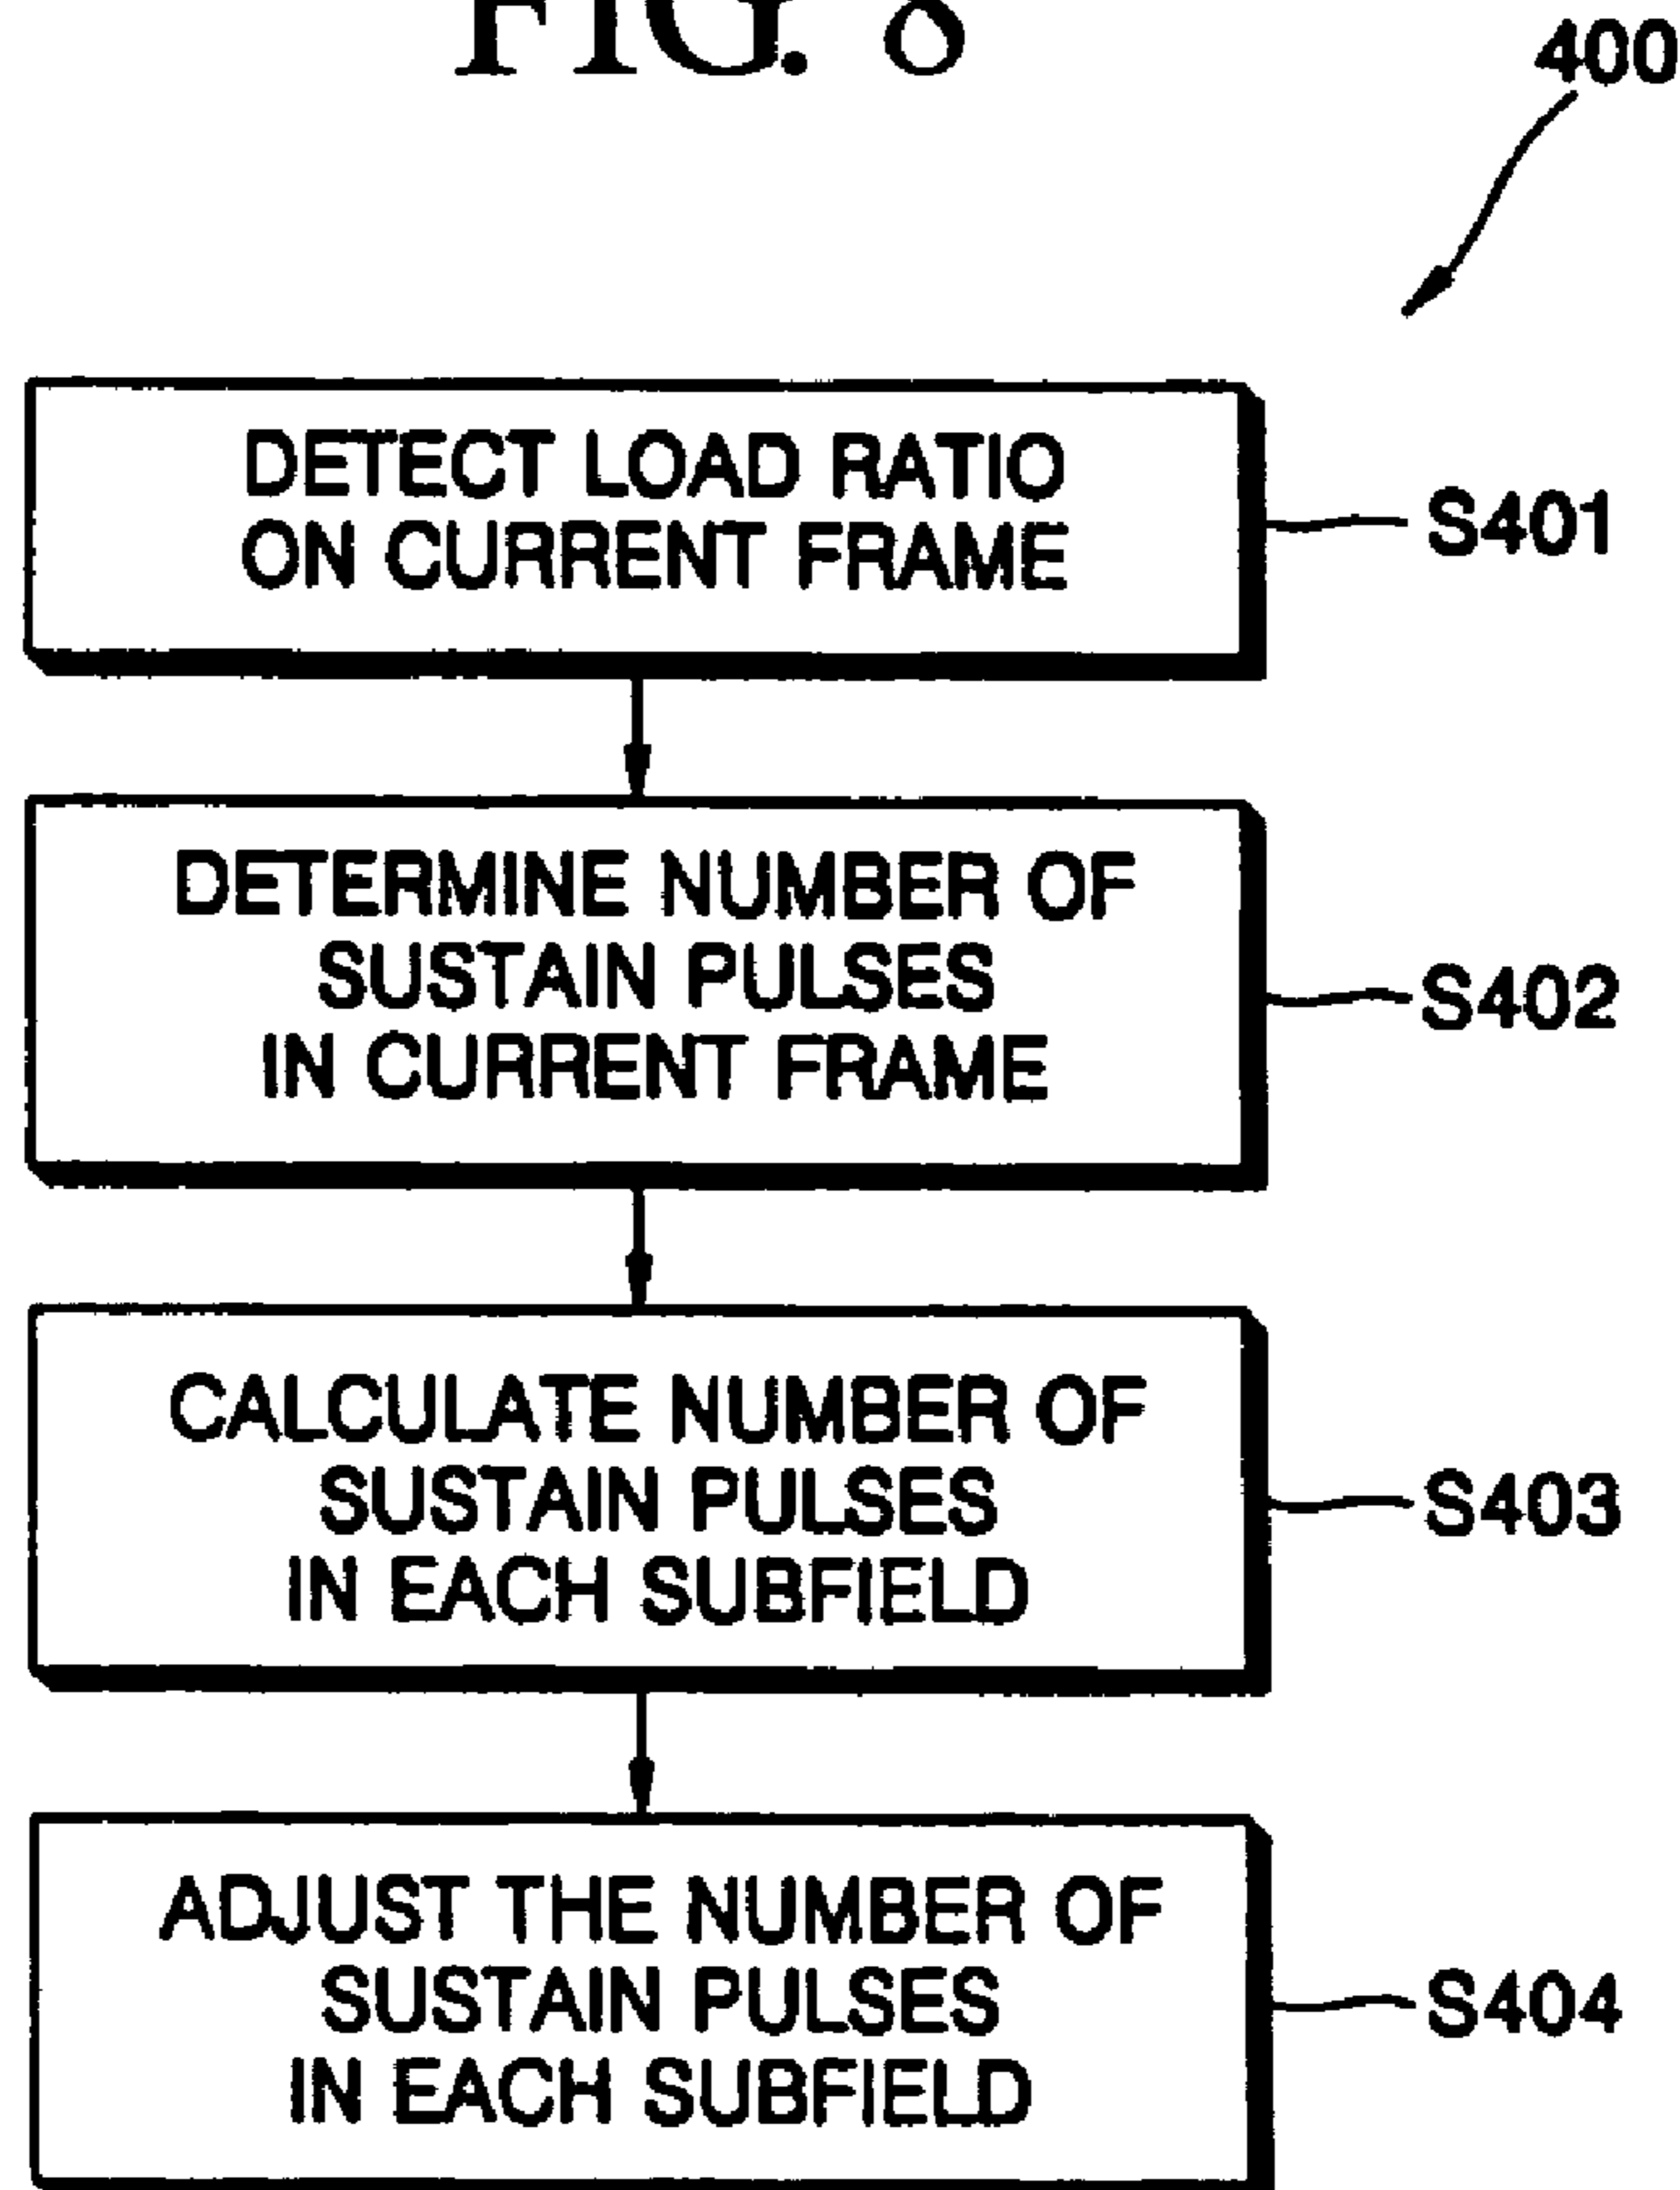 FIG.
400
DETECT LOAD RATIO
ON CURRENT FRAME
S401
DETERMINE NUMBER OF
SUSTAIN PULSES
IN CURRENT FRAME
S402
CALCULATE NUMBER OF
SUSTAIN PULSES
IN EACH SUBFIELD
S403
ADJUST THE NUMBER OF
SUSTAIN PULSES
IN EACH SUBFIELD
S404